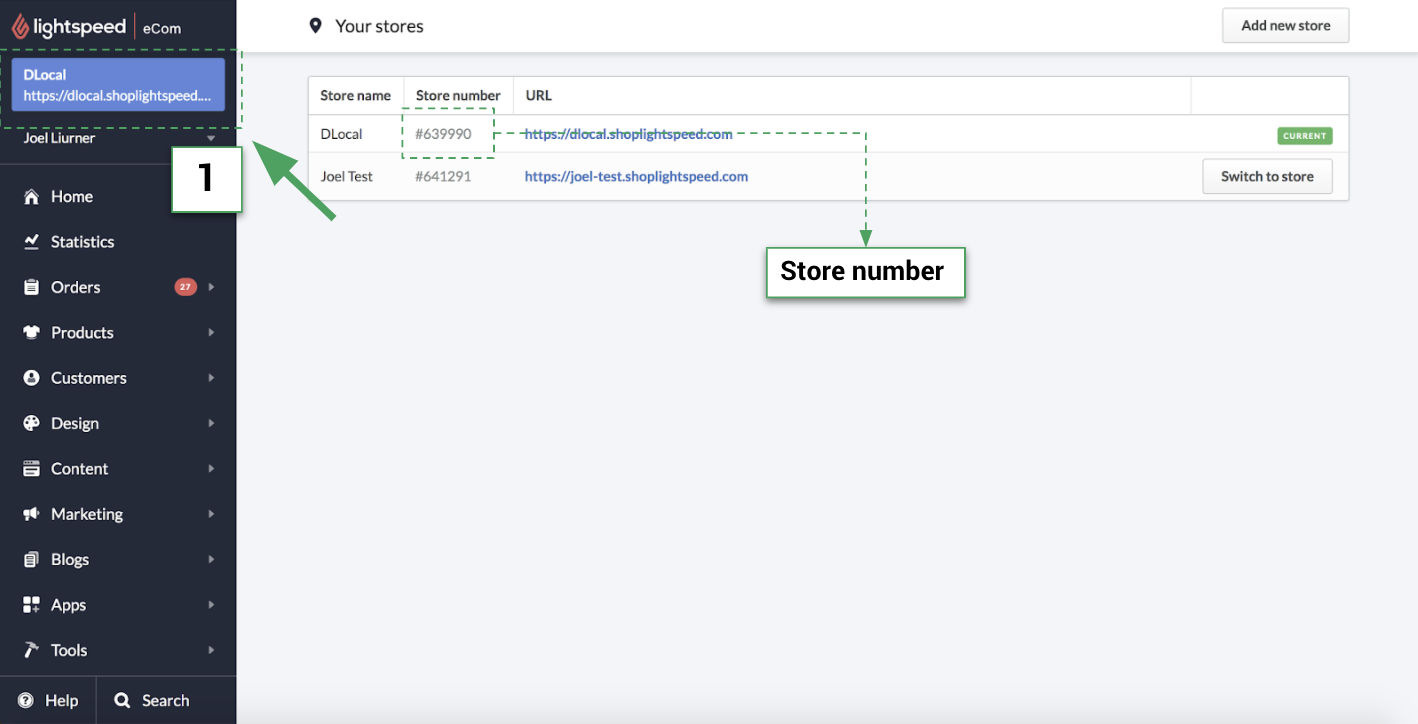 lightspeed eCom
DLocal
https://dlocal.shoplightspeed....
Joel Liurner
1
Home
Statistics
Orders 27
Products
Customers
Design
Content
Marketing
Blogs
Apps
Tools
Help Search
Your stores Add new store
Store name Store number URL
DLocal #639990 https://dlocal.shoplightspeed.com CURRENT
Joel Test #641291 https://joel-test.shoplightspeed.com Switch to store
Store number